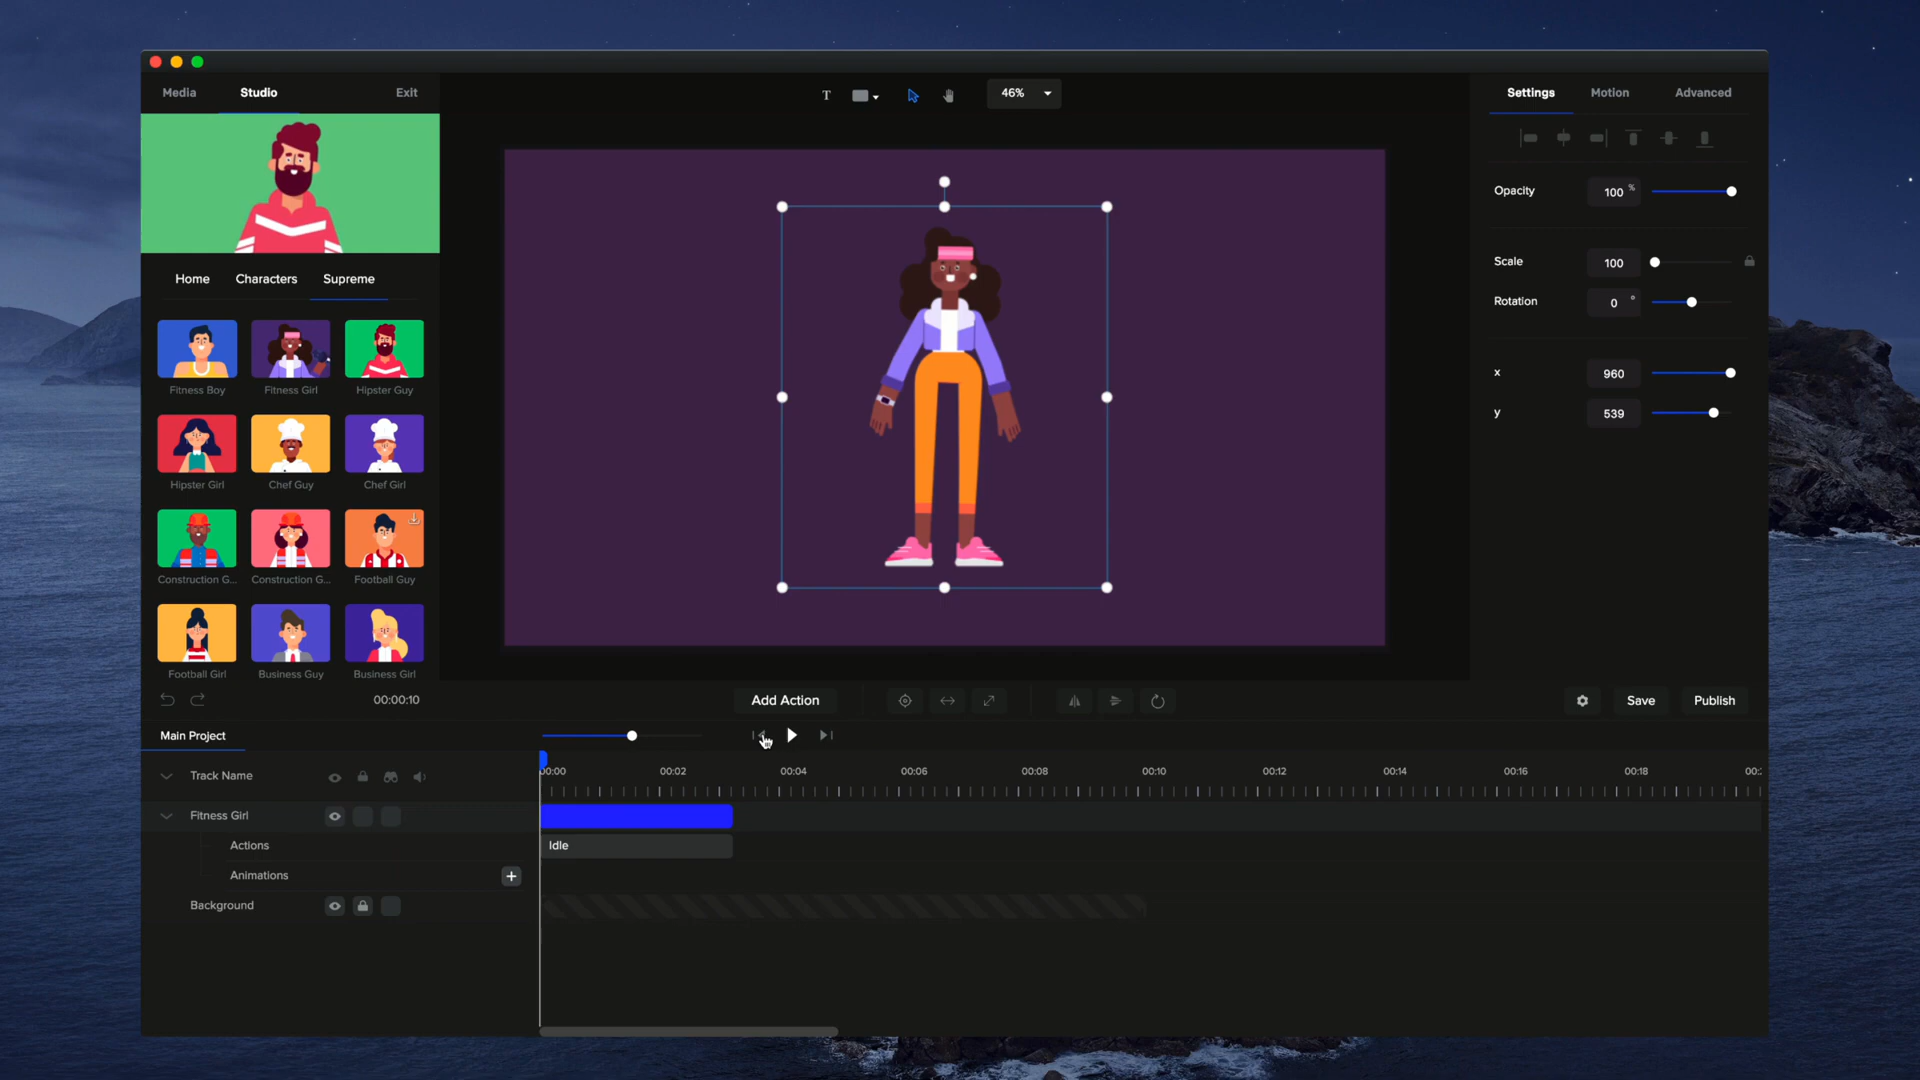 Media Studio Exit
T 46%
Settings Motion Advanced
Opacity 100 %
Scale 100
Rotation 0 °
x 960
y 539
Home Characters Supreme
Fitness Boy Fitness Girl Hipster Guy
Hipster Girl Chef Guy Chef Girl
Construction G... Construction G... Football Guy
Football Girl Business Guy Business Girl
00:00:10 Add Action Save Publish
Main Project
Track Name 00:00 00:02 00:04 00:06 00:08 00:10 00:12 00:14 00:16 00:18
Fitness Girl
Actions Idle
Animations
Background